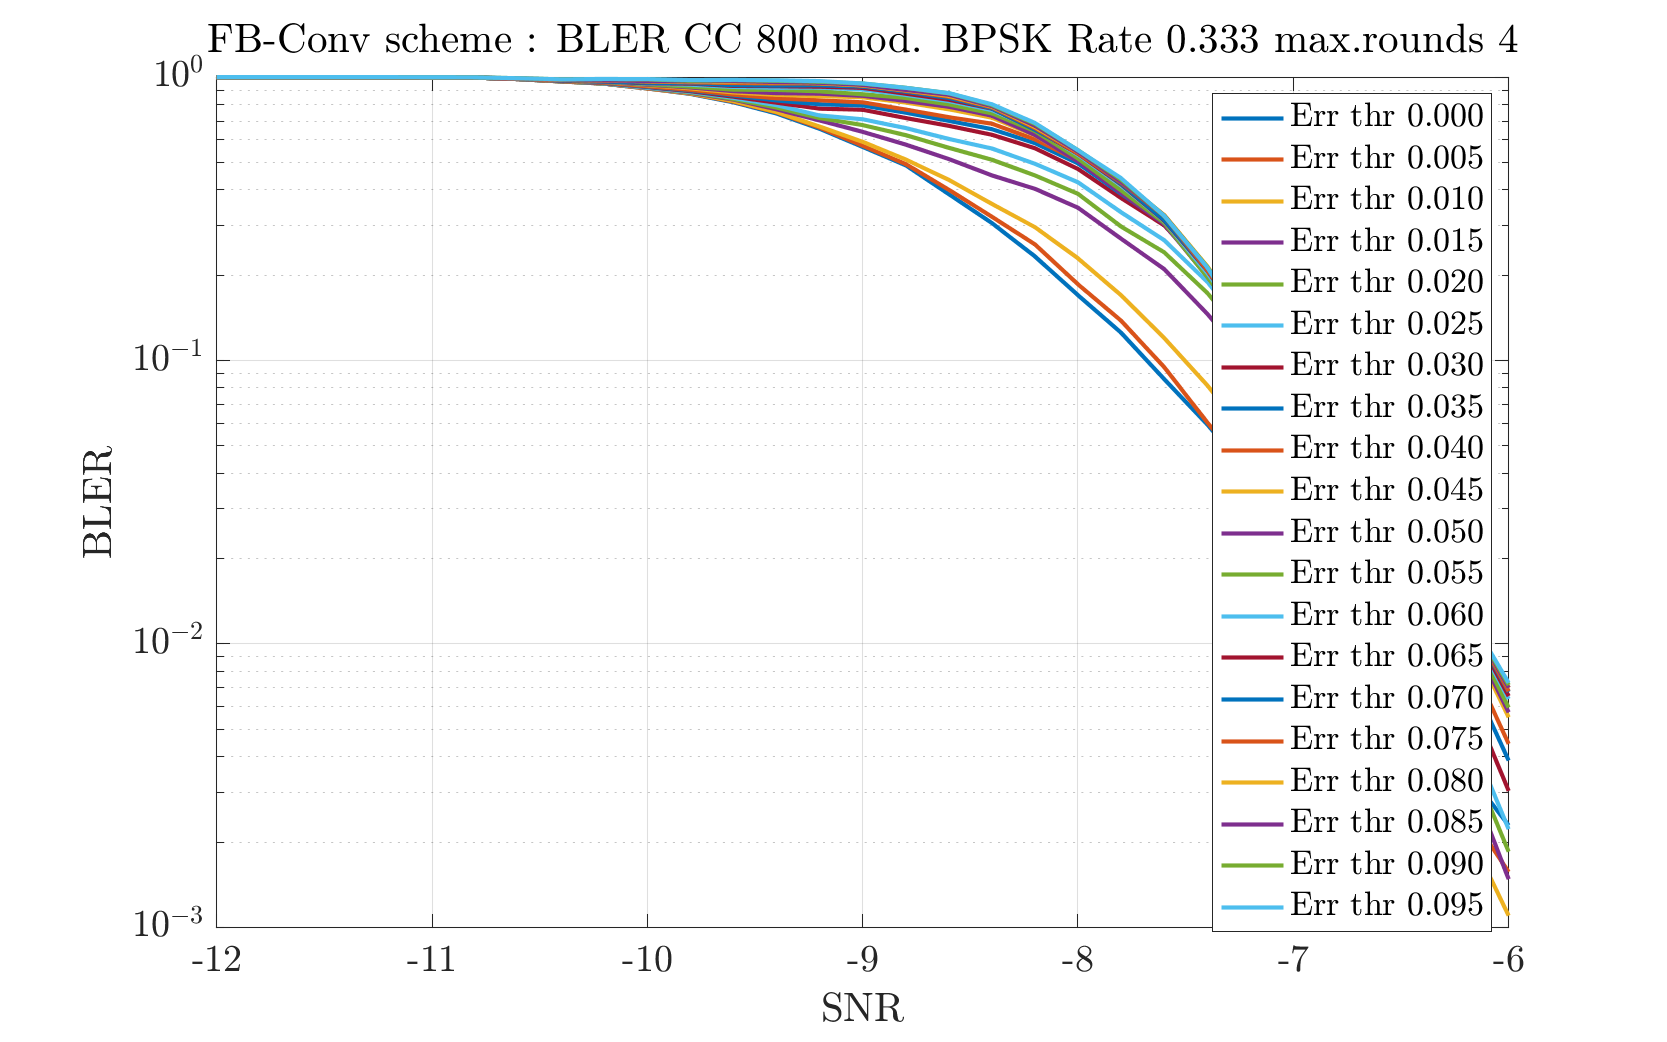 FB-Conv scheme : BLER CC 800 mod. BPSK Rate 0.333 max.rounds 4
10^0
10^-1
10^-2
10^-3
BLER
Err thr 0.000
Err thr 0.005
Err thr 0.010
Err thr 0.015
Err thr 0.020
Err thr 0.025
Err thr 0.030
Err thr 0.035
Err thr 0.040
Err thr 0.045
Err thr 0.050
Err thr 0.055
Err thr 0.060
Err thr 0.065
Err thr 0.070
Err thr 0.075
Err thr 0.080
Err thr 0.085
Err thr 0.090
Err thr 0.095
-12 -11 -10 -9 -8 -7 -6
SNR